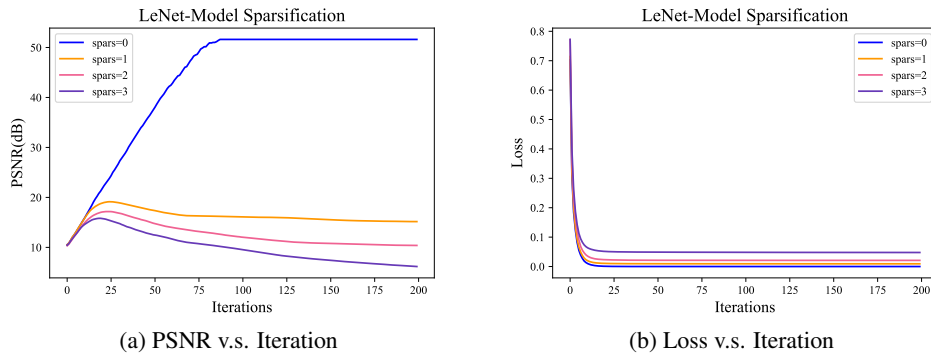 LeNet-Model Sparsification
PSNR(dB)
50
40
30
20
10
spars=0
spars=1
spars=2
spars=3
0 25 50 75 100 125 150 175 200
Iterations
(a) PSNR v.s. Iteration
LeNet-Model Sparsification
Loss
0.8
0.7
0.6
0.5
0.4
0.3
0.2
0.1
0.0
spars=0
spars=1
spars=2
spars=3
0 25 50 75 100 125 150 175 200
Iterations
(b) Loss v.s. Iteration